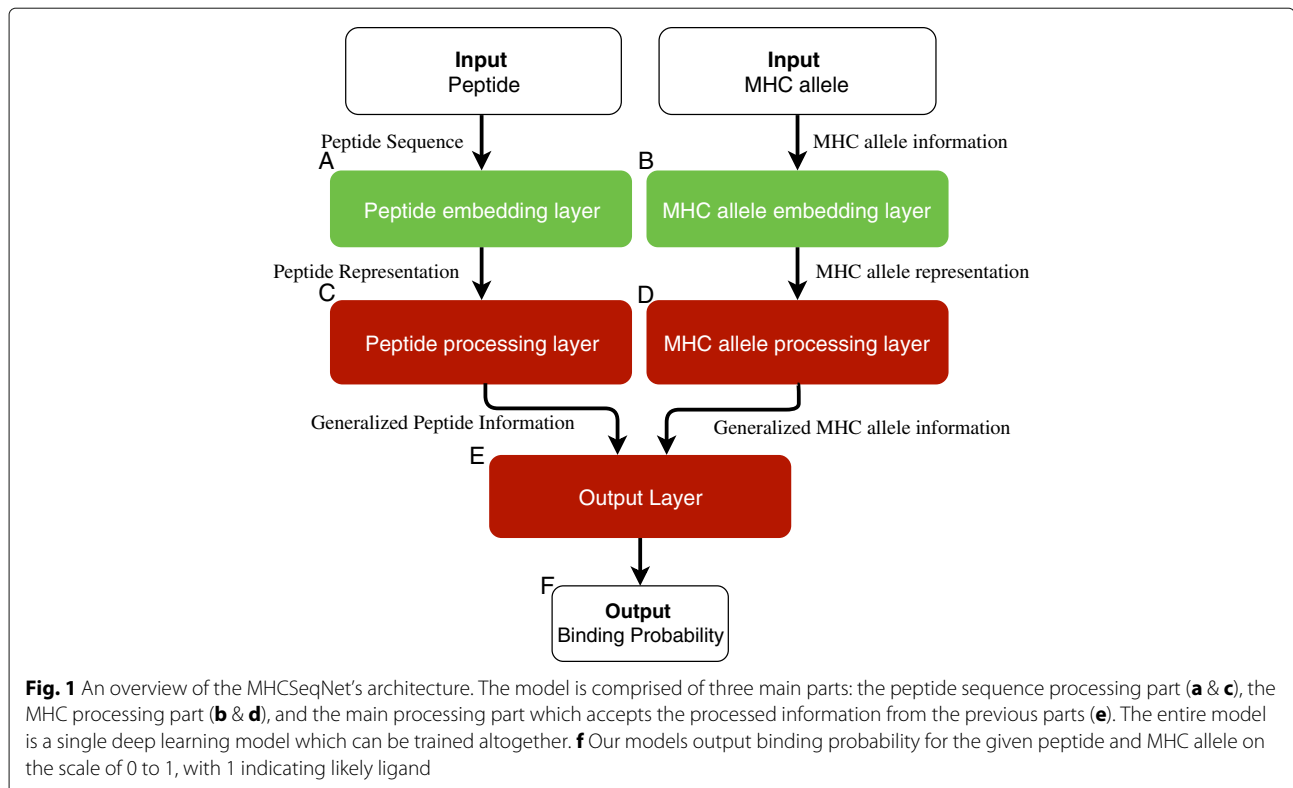 Input
Peptide
Input
MHC allele
Peptide Sequence
MHC allele information
A
Peptide embedding layer
B
MHC allele embedding layer
Peptide Representation
MHC allele representation
C
Peptide processing layer
D
MHC allele processing layer
Generalized Peptide Information
Generalized MHC allele information
E
Output Layer
F
Output
Binding Probability
Fig. 1 An overview of the MHCSeqNet's architecture. The model is comprised of three main parts: the peptide sequence processing part (a & c), the
MHC processing part (b & d), and the main processing part which accepts the processed information from the previous parts (e). The entire model
is a single deep learning model which can be trained altogether. f Our models output binding probability for the given peptide and MHC allele on
the scale of 0 to 1, with 1 indicating likely ligand